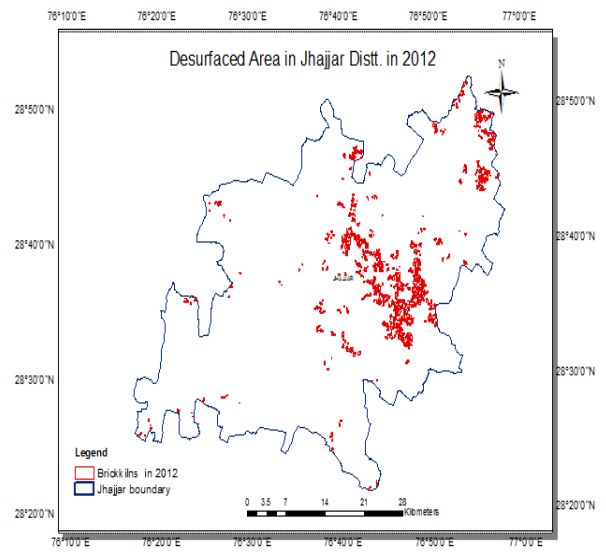 76°10'0"E 76°20'0"E 76°30'0"E 76°40'0"E 76°50'0"E 77°0'0"E
Desurfaced Area in Jhajjar Distt. in 2012
N
28°50'0"N 28°50'0"N
28°40'0"N 28°40'0"N
28°30'0"N 28°30'0"N
Legend
Brickkilns in 2012
Jhajjar boundary
0 3.5 7 14 21 28
Kilometers
28°20'0"N 28°20'0"N
76°10'0"E 76°20'0"E 76°30'0"E 76°40'0"E 76°50'0"E 77°0'0"E